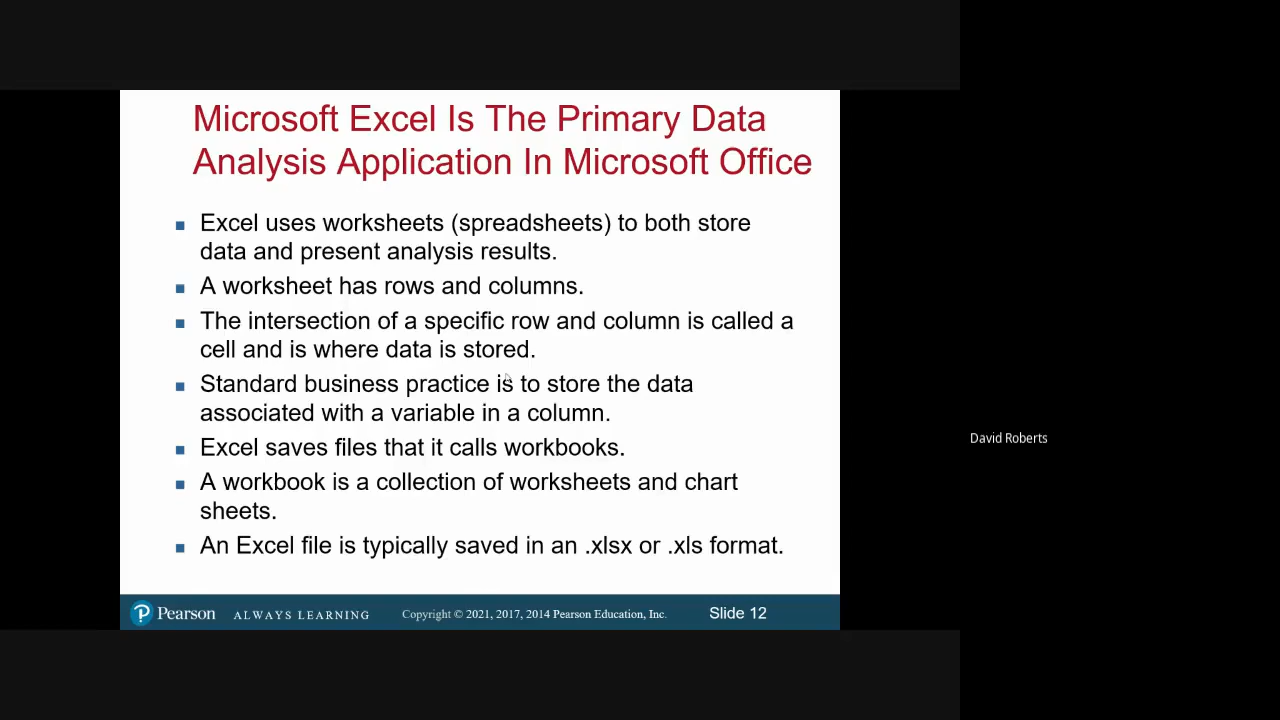 Microsoft Excel Is The Primary Data
Analysis Application In Microsoft Office
Excel uses worksheets (spreadsheets) to both store
data and present analysis results.
A worksheet has rows and columns.
The intersection of a specific row and column is called a
cell and is where data is stored.
Standard business practice is to store the data
associated with a variable in a column.
Excel saves files that it calls workbooks.
A workbook is a collection of worksheets and chart
sheets.
An Excel file is typically saved in an .xlsx or .xls format.
David Roberts
P Pearson ALWAYS LEARNING Copyright © 2021, 2017, 2014 Pearson Education, Inc. Slide 12